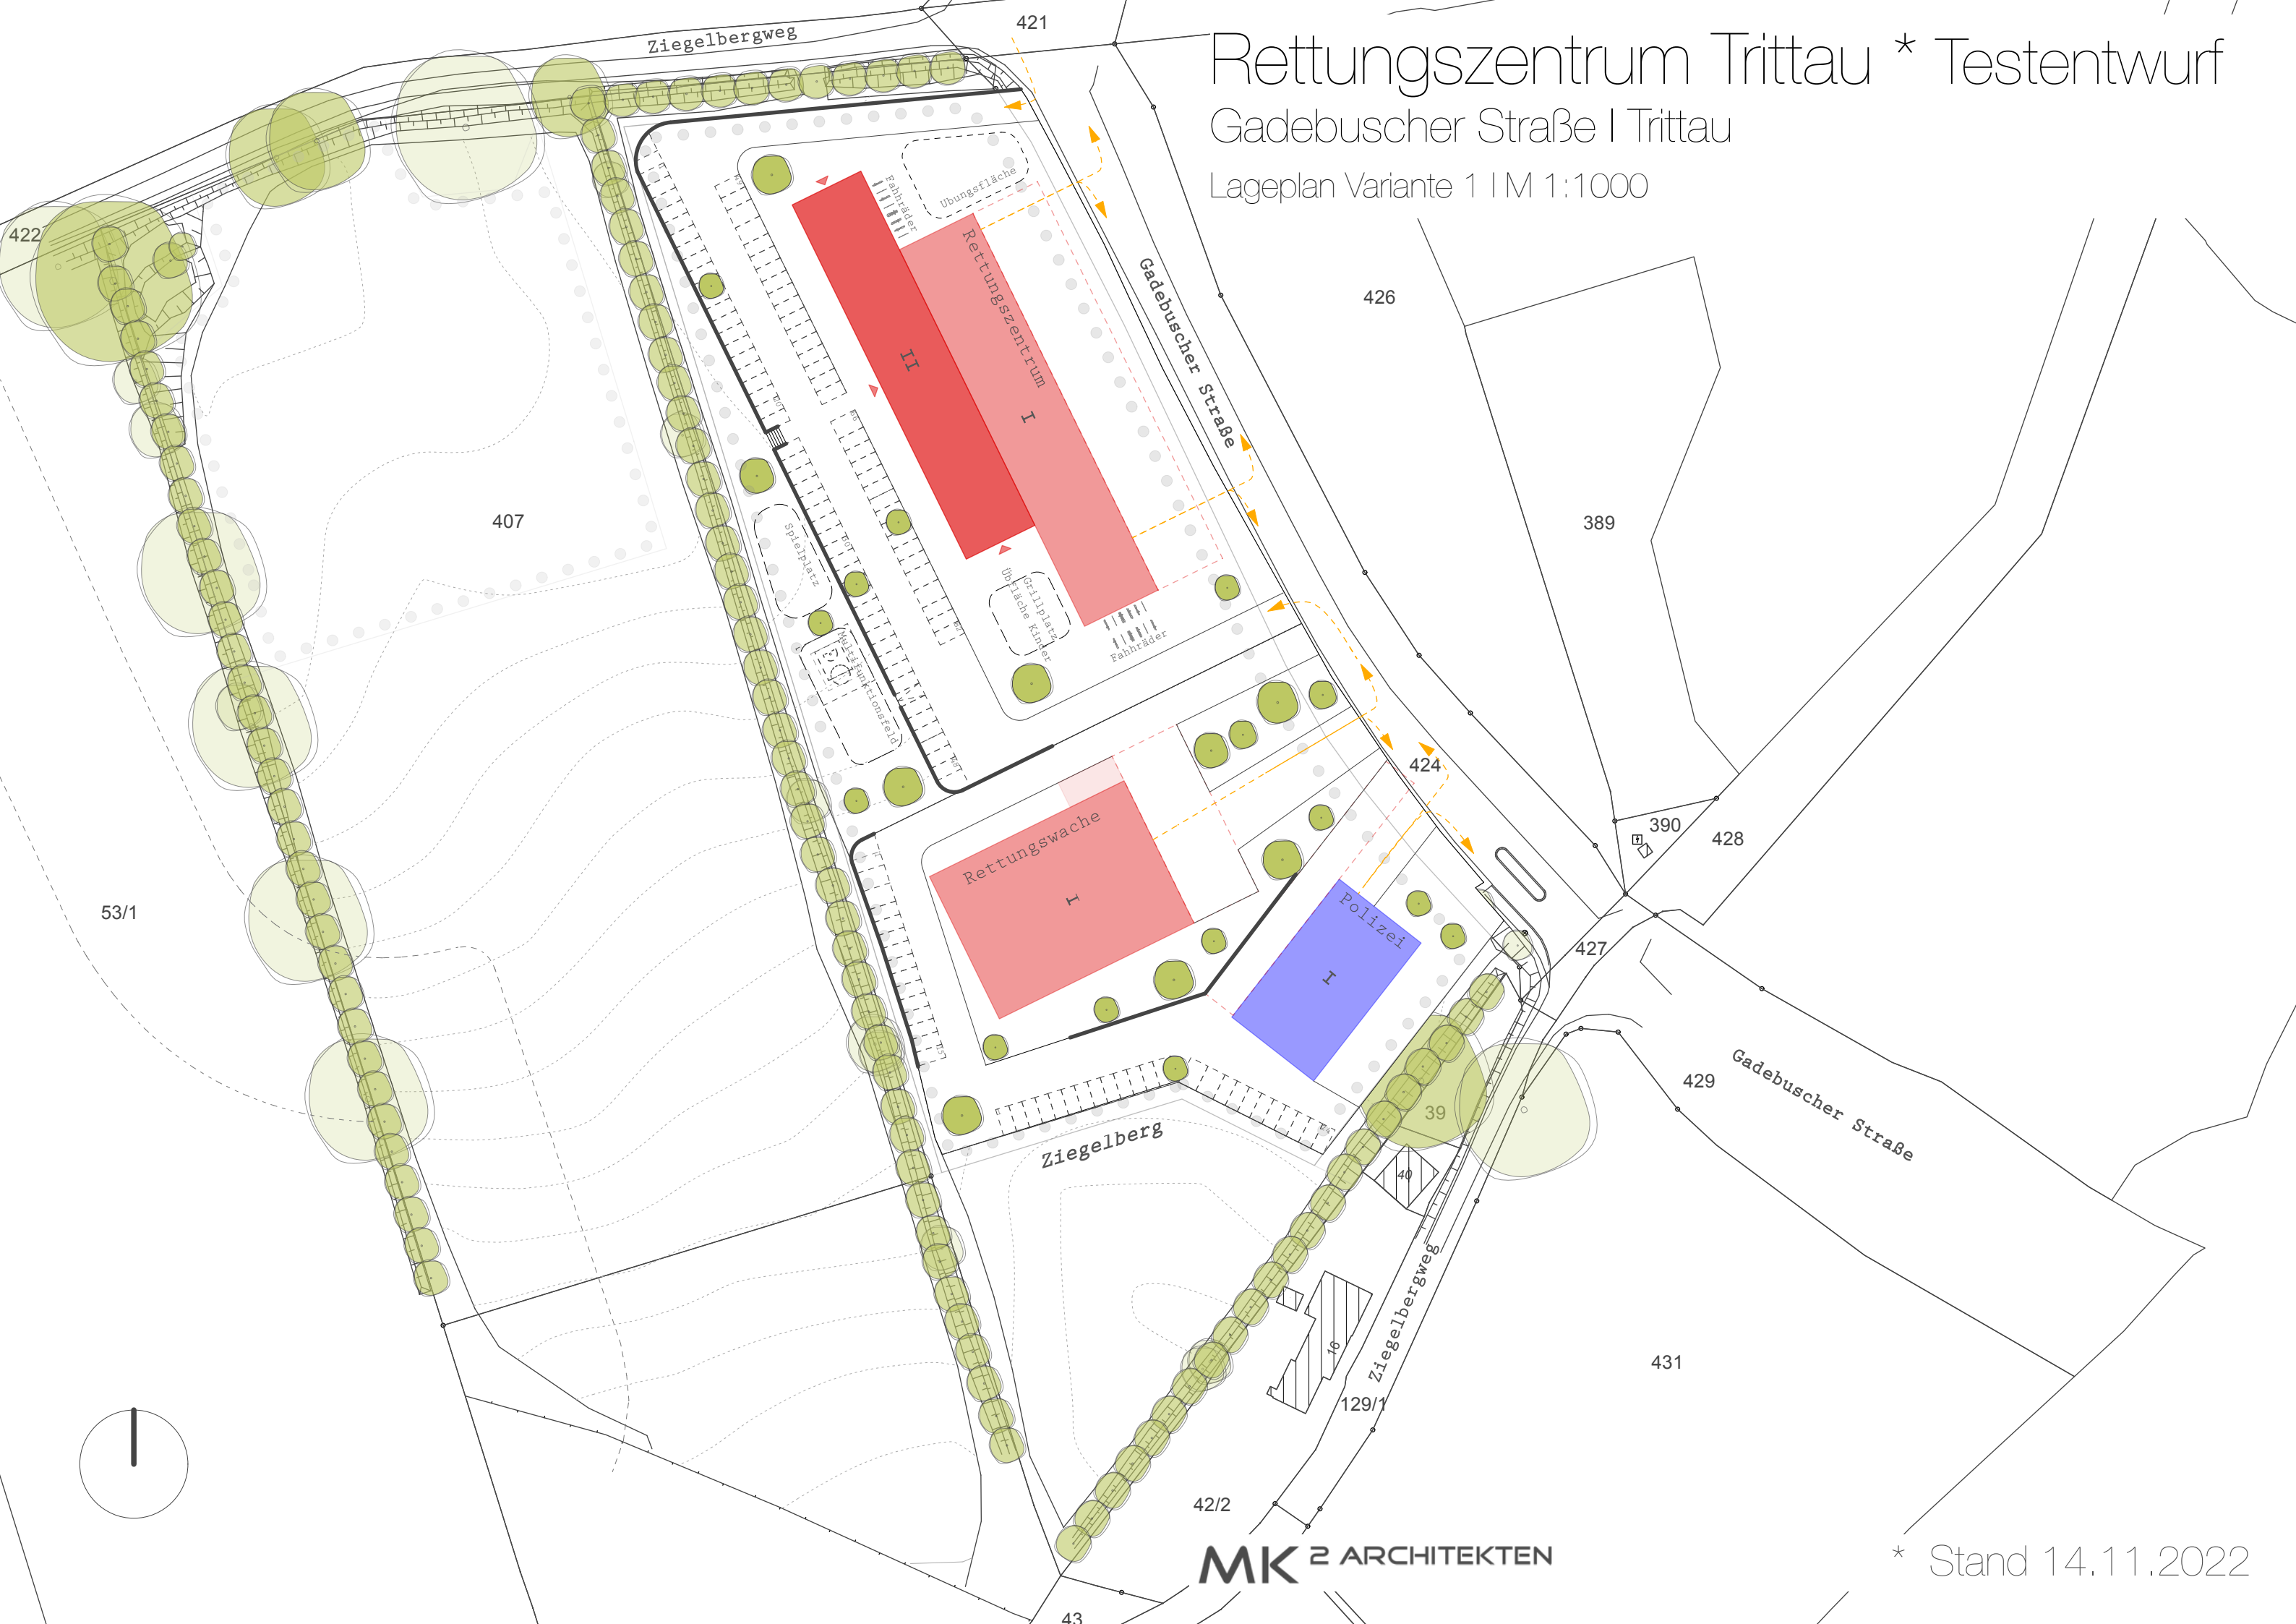 Rettungszentrum Trittau * Testentwurf
Gadebuscher Straße | Trittau
Lageplan Variante 1 | M 1:1000
Ziegelbergweg
421
422
426
407
389
Fahrräder
Übungsfläche
Rettungszentrum
II
I
Gadebuscher Straße
Spielplatz
Multifunktionsfeld
Grillplatz
Übfläche Kinder
Fahhräder
424
390
428
Rettungswache
I
Polizei
I
53/1
427
429
Gadebuscher Straße
39
40
Ziegelberg
Ziegelbergweg
16
431
129/1
42/2
43
MK 2 ARCHITEKTEN
* Stand 14.11.2022